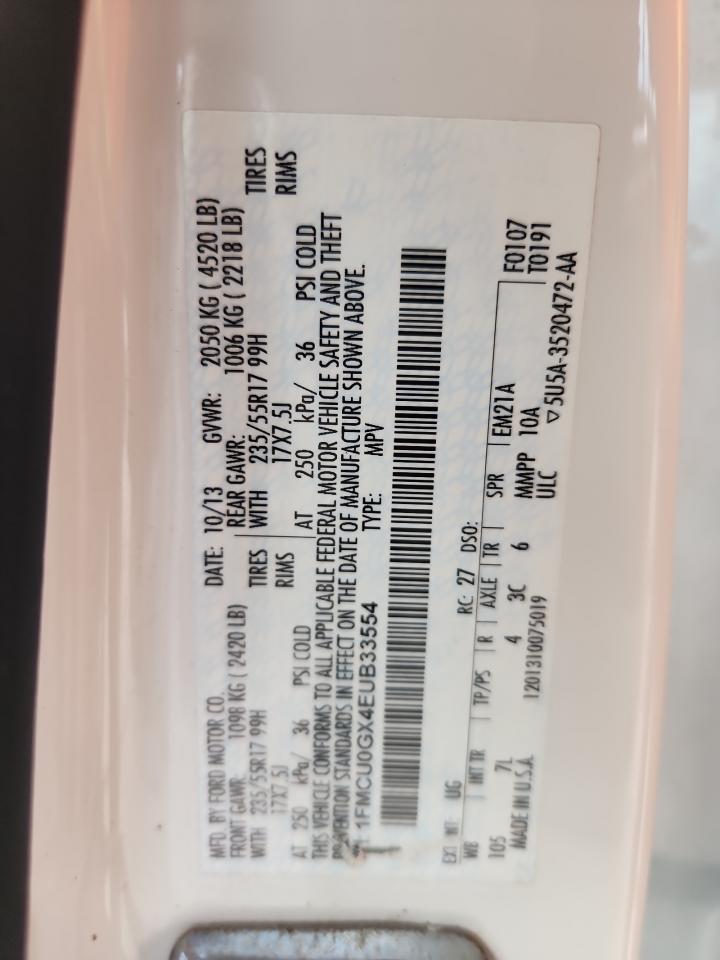 MFD. BY FORD MOTOR CO. DATE: 10/13 GVWR: 2050 KG ( 4520 LB)
FRONT GAWR: 1098 KG ( 2420 LB) REAR GAWR: 1006 KG ( 2218 LB)
WITH 235/55R17 99H TIRES WITH 235/55R17 99H TIRES
17X7.5J RIMS 17X7.5J RIMS
AT 250 kPa/ 36 PSI COLD AT 250 kPa/ 36 PSI COLD
THIS VEHICLE CONFORMS TO ALL APPLICABLE FEDERAL MOTOR VEHICLE SAFETY AND THEFT
PREVENTION STANDARDS IN EFFECT ON THE DATE OF MANUFACTURE SHOWN ABOVE.
1FMCU0GX4EUB33554 TYPE: MPV
EXT PNT: UG RC: 27 DSO:
WB INT TR TP/PS R AXLE TR SPR EM21A F0107
105 7L 4 3C 6 MMPP 10A T0191
MADE IN U.S.A. 1201310075019 ULC ▽5U5A-3520472-AA